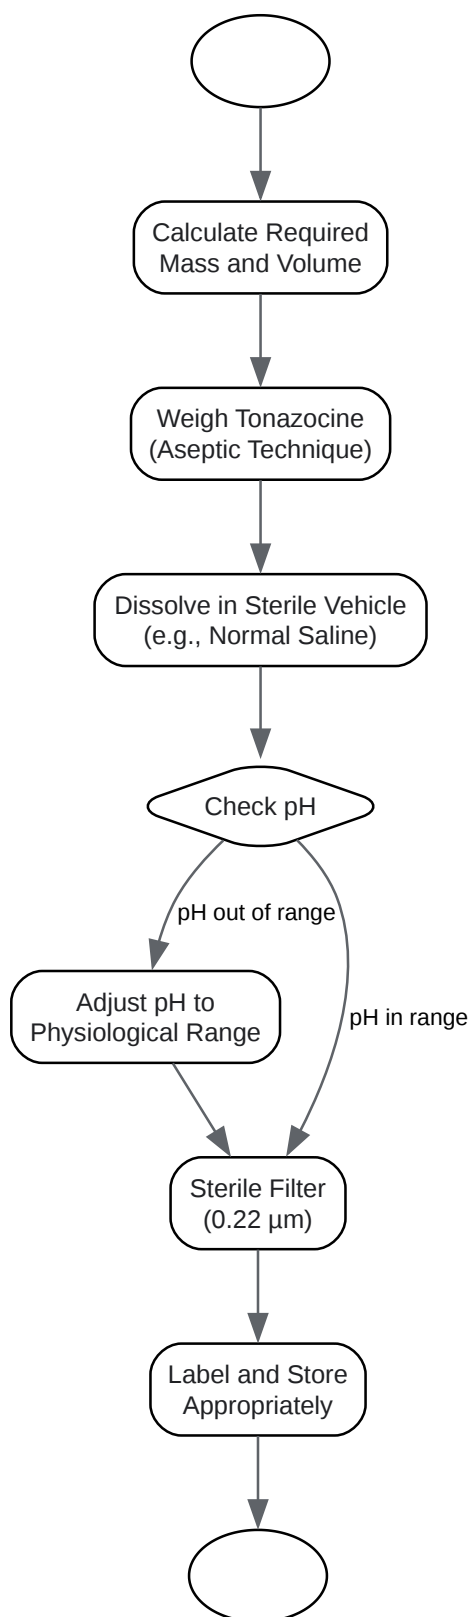 Calculate Required
Mass and Volume
Weigh Tonazocine
(Aseptic Technique)
Dissolve in Sterile Vehicle
(e.g., Normal Saline)
Check pH
pH out of range
Adjust pH to
Physiological Range
pH in range
Sterile Filter
(0.22 µm)
Label and Store
Appropriately